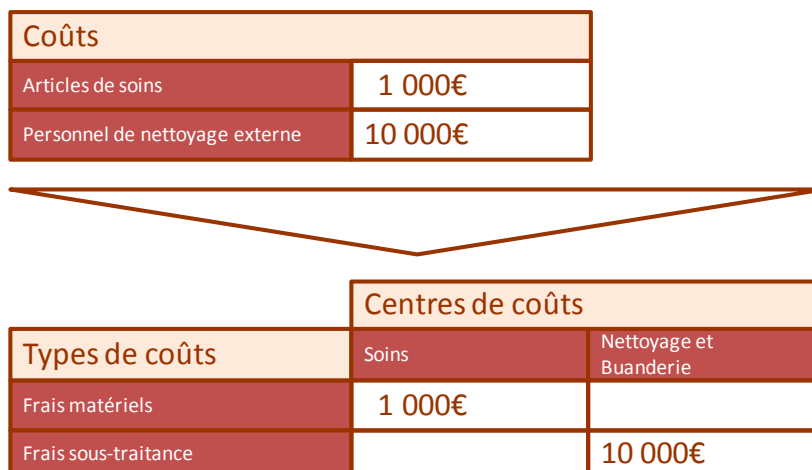 Coûts
Articles de soins 1 000€
Personnel de nettoyage externe 10 000€
Centres de coûts
Types de coûts Soins Nettoyage et
Buanderie
Frais matériels 1 000€
Frais sous-traitance 10 000€